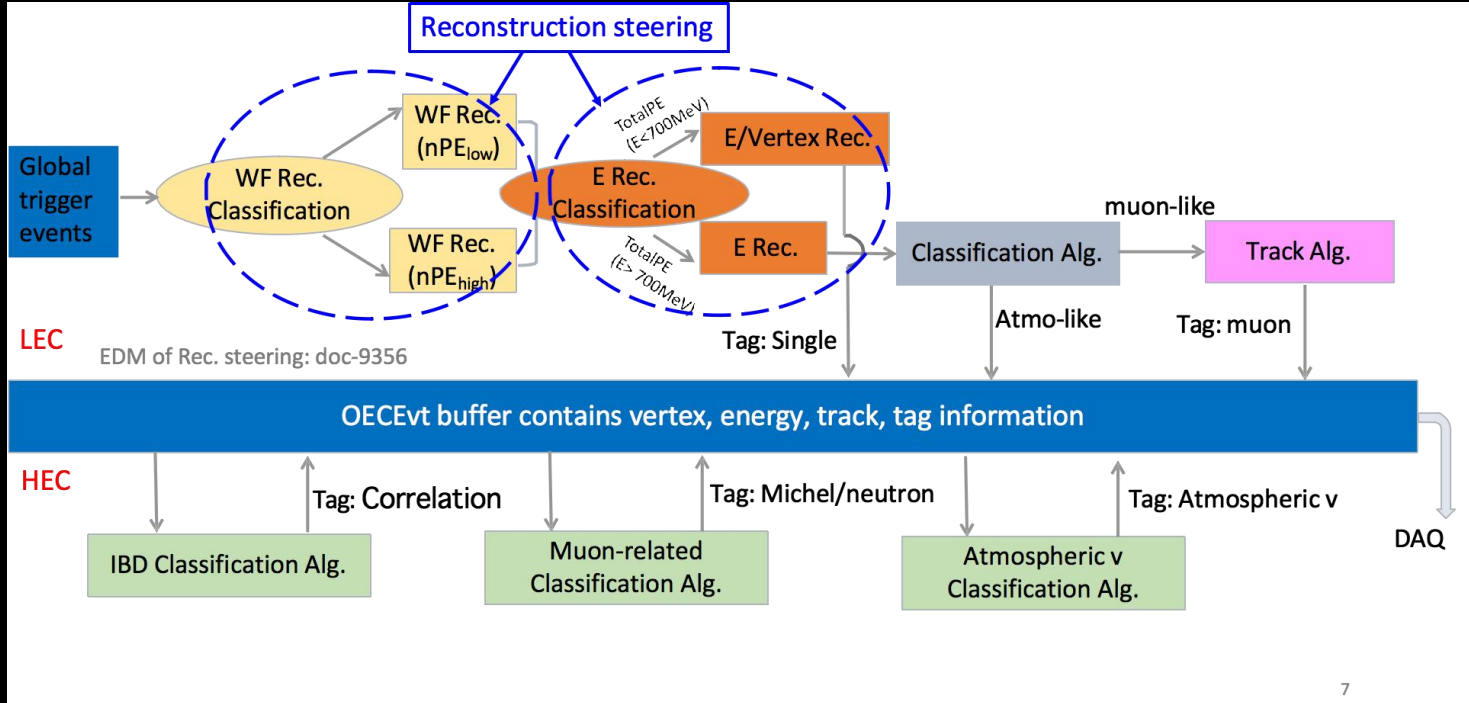 Reconstruction steering
Global
trigger
events
WF Rec.
Classification
WF Rec.
(nPElow)
WF Rec.
(nPEhigh)
E Rec.
Classification
TotalPE
(E<700MeV)
TotalPE
(E> 700MeV)
E/Vertex Rec.
E Rec.
Classification Alg.
muon-like
Track Alg.
Tag: Single
Atmo-like
Tag: muon
LEC
EDM of Rec. steering: doc-9356
OECEvt buffer contains vertex, energy, track, tag information
HEC
Tag: Correlation
Tag: Michel/neutron
Tag: Atmospheric ν
DAQ
IBD Classification Alg.
Muon-related
Classification Alg.
Atmospheric ν
Classification Alg.
7